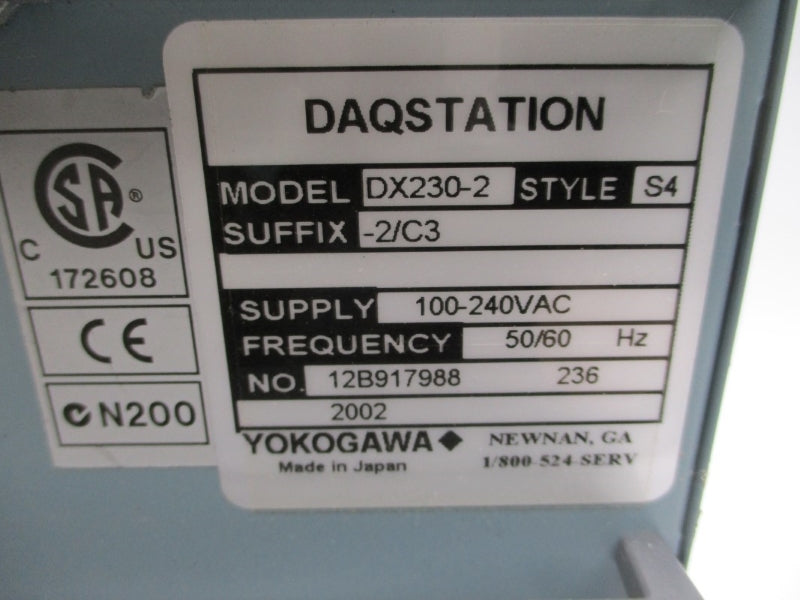 DAQSTATION
MODEL DX230-2 STYLE S4
SUFFIX -2/C3
SUPPLY 100-240VAC
FREQUENCY 50/60 Hz
NO. 12B917988 236
2002
YOKOGAWA◆ NEWNAN, GA
Made in Japan 1/800-524-SERV
CSA ®
C US
172608
CE
N200